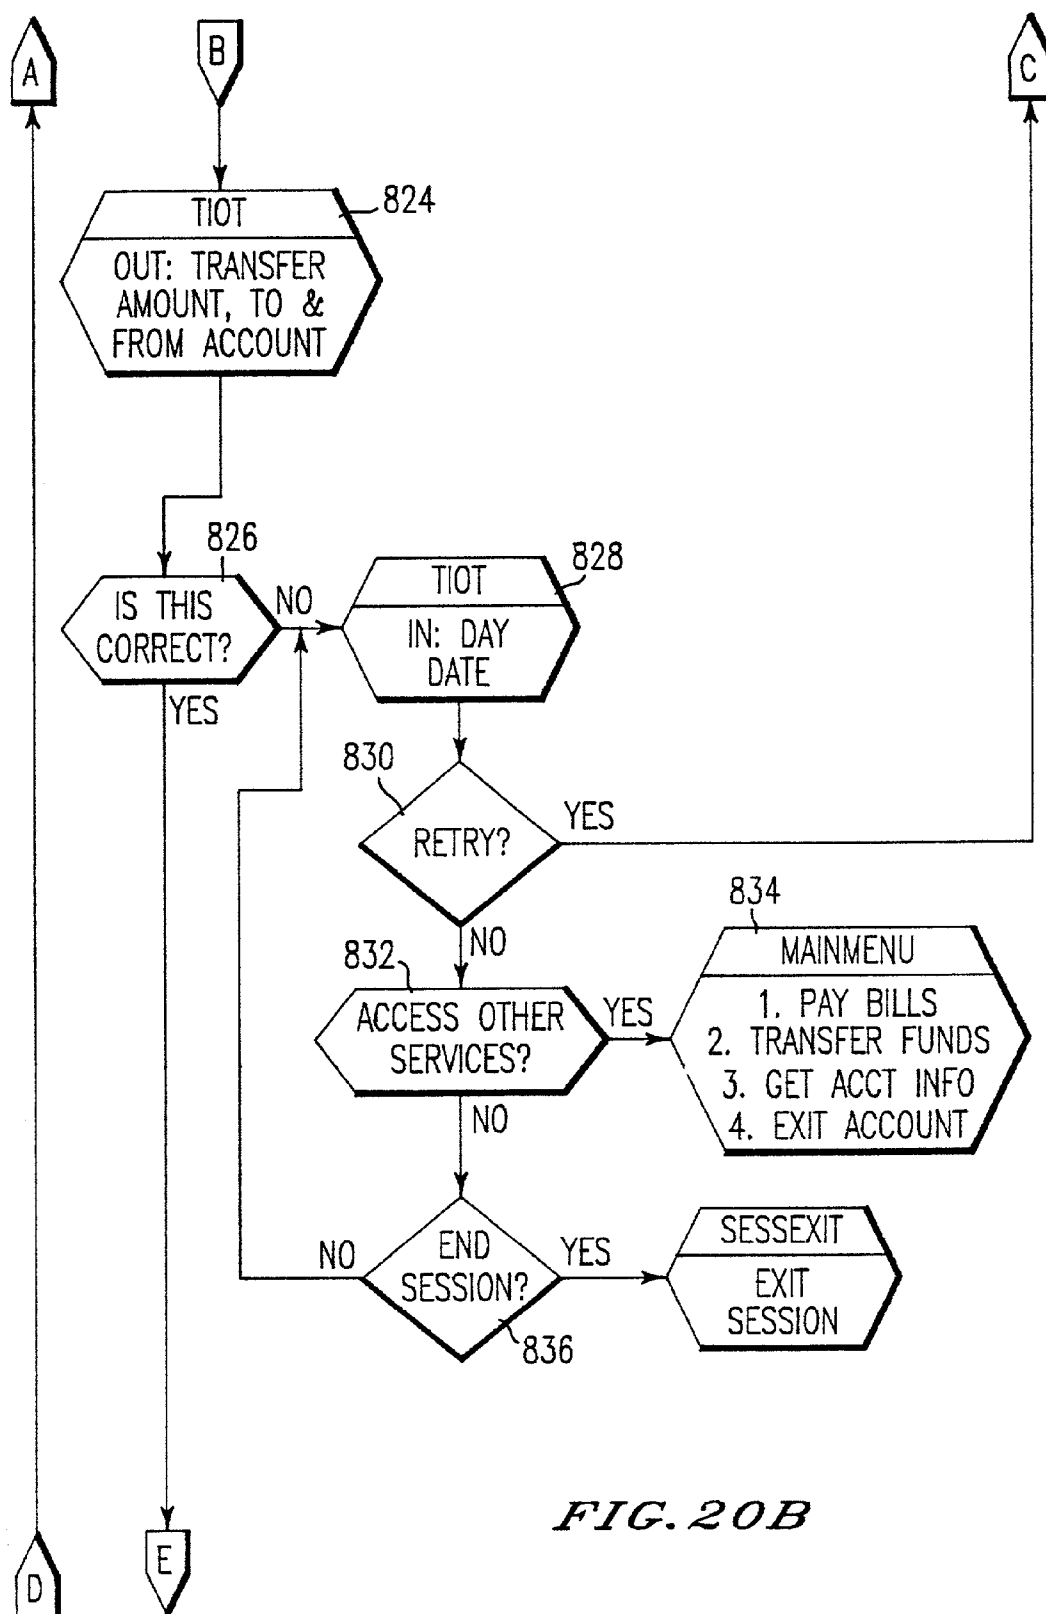 A
B
C
TIOT
824
OUT: TRANSFER
AMOUNT, TO &
FROM ACCOUNT
826
IS THIS
CORRECT?
NO
YES
TIOT
828
IN: DAY
DATE
830
RETRY?
YES
NO
832
ACCESS OTHER
SERVICES?
YES
NO
834
MAINMENU
1. PAY BILLS
2. TRANSFER FUNDS
3. GET ACCT INFO
4. EXIT ACCOUNT
NO
END
SESSION?
YES
836
SESSEXIT
EXIT
SESSION
D
E
FIG. 20B